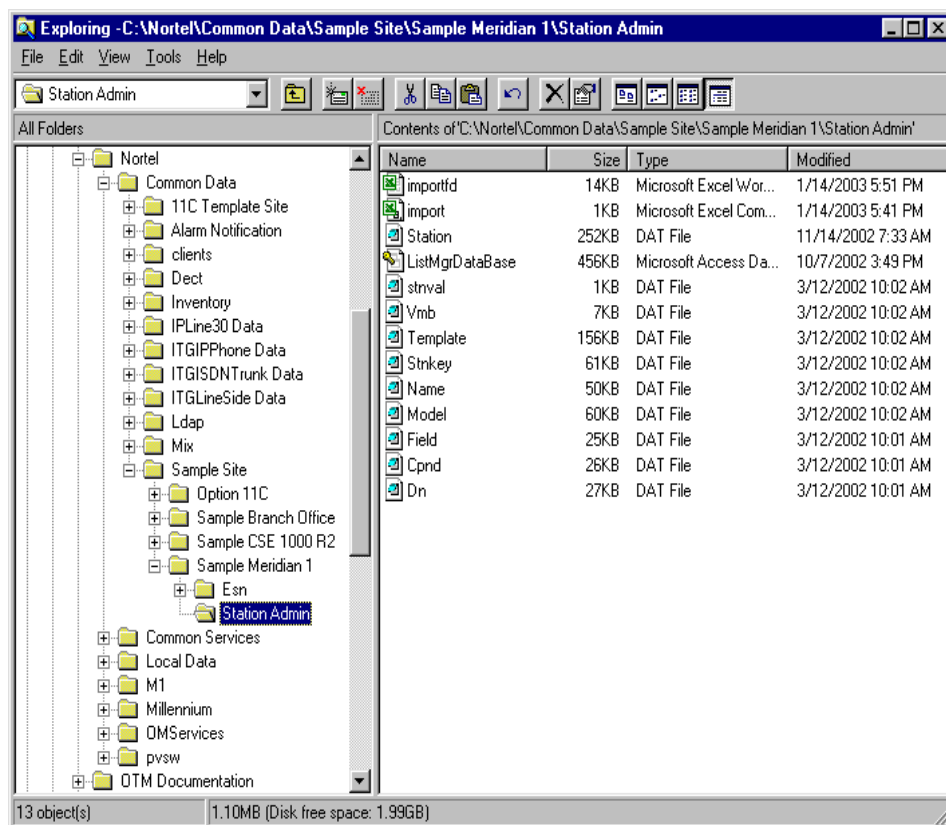 Exploring -C:\Nortel\Common Data\Sample Site\Sample Meridian 1\Station Admin
File Edit View Tools Help
Station Admin
All Folders
Contents of'C:\Nortel\Common Data\Sample Site\Sample Meridian 1\Station Admin'
Nortel
Common Data
11C Template Site
Alarm Notification
clients
Dect
Inventory
IPLine30 Data
ITGIPPhone Data
ITGISDNTrunk Data
ITGLineSide Data
Ldap
Mix
Sample Site
Option 11C
Sample Branch Office
Sample CSE 1000 R2
Sample Meridian 1
Esn
Station Admin
Common Services
Local Data
M1
Millennium
OMServices
pvsw
OTM Documentation
Name Size Type Modified
importfd 14KB Microsoft Excel Wor... 1/14/2003 5:51 PM
import 1KB Microsoft Excel Com... 1/14/2003 5:41 PM
Station 252KB DAT File 11/14/2002 7:33 AM
ListMgrDataBase 456KB Microsoft Access Da... 10/7/2002 3:49 PM
stnval 1KB DAT File 3/12/2002 10:02 AM
Vmb 7KB DAT File 3/12/2002 10:02 AM
Template 156KB DAT File 3/12/2002 10:02 AM
Stnkey 61KB DAT File 3/12/2002 10:02 AM
Name 50KB DAT File 3/12/2002 10:02 AM
Model 60KB DAT File 3/12/2002 10:02 AM
Field 25KB DAT File 3/12/2002 10:01 AM
Cpnd 26KB DAT File 3/12/2002 10:01 AM
Dn 27KB DAT File 3/12/2002 10:01 AM
13 object(s) 1.10MB (Disk free space: 1.99GB)